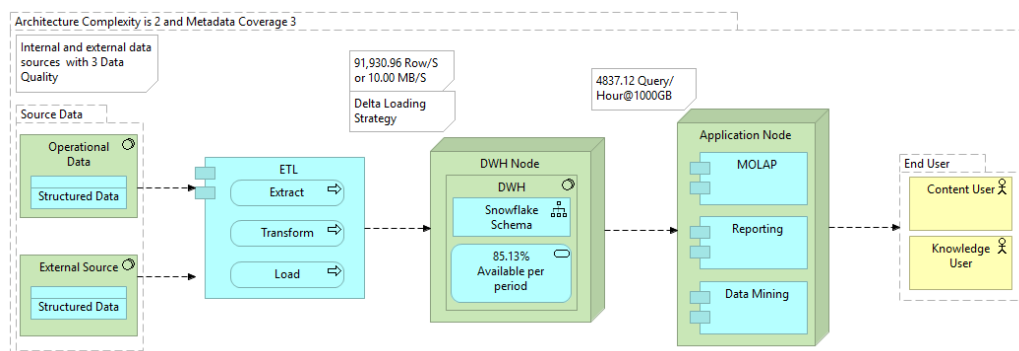 Architecture Complexity is 2 and Metadata Coverage 3
Internal and external data
sources with 3 Data
Quality
Source Data
Operational
Data
Structured Data
External Source
Structured Data
ETL
Extract
Transform
Load
91,930.96 Row/S
or 10.00 MB/S
Delta Loading
Strategy
DWH Node
DWH
Snowflake
Schema
85.13%
Available per
period
4837.12 Query/
Hour@1000GB
Application Node
MOLAP
Reporting
Data Mining
End User
Content User
Knowledge
User